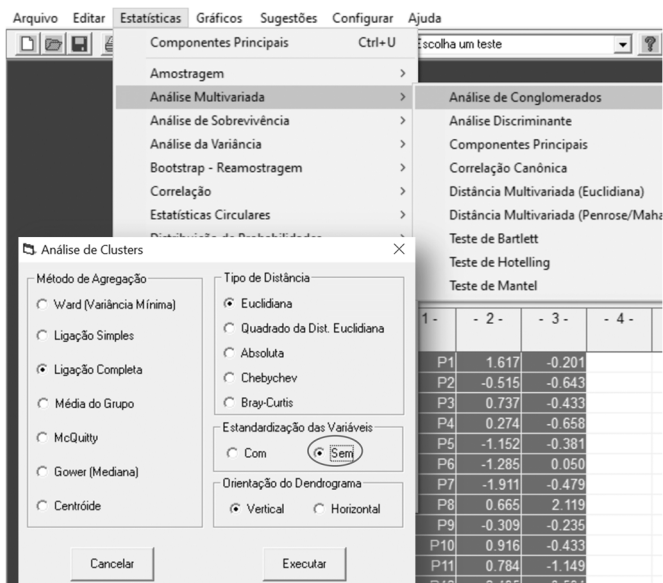 Arquivo Editar Estatísticas Gráficos Sugestões Configurar Ajuda
Escolha um teste
Componentes Principais Ctrl+U
Amostragem
Análise Multivariada
Análise de Sobrevivência
Análise da Variância
Bootstrap - Reamostragem
Correlação
Estatísticas Circulares
Análise de Conglomerados
Análise Discriminante
Componentes Principais
Correlação Canônica
Distância Multivariada (Euclidiana)
Distância Multivariada (Penrose/Maha
Teste de Bartlett
Teste de Hotelling
Teste de Mantel
Análise de Clusters
Método de Agregação
Ward (Variância Mínima)
Ligação Simples
Ligação Completa
Média do Grupo
McQuitty
Gower (Mediana)
Centróide
Tipo de Distância
Euclidiana
Quadrado da Dist. Euclidiana
Absoluta
Chebychev
Bray-Curtis
Estandardização das Variáveis
Com Sem
Orientação do Dendrograma
Vertical Horizontal
Cancelar Executar
1 - - 2 - - 3 - - 4 -
P1 1.617 -0.201
P2 -0.515 -0.643
P3 0.737 -0.433
P4 0.274 -0.658
P5 -1.152 -0.381
P6 -1.285 0.050
P7 -1.911 -0.479
P8 0.665 2.119
P9 -0.309 -0.235
P10 0.916 -0.433
P11 0.784 -1.149